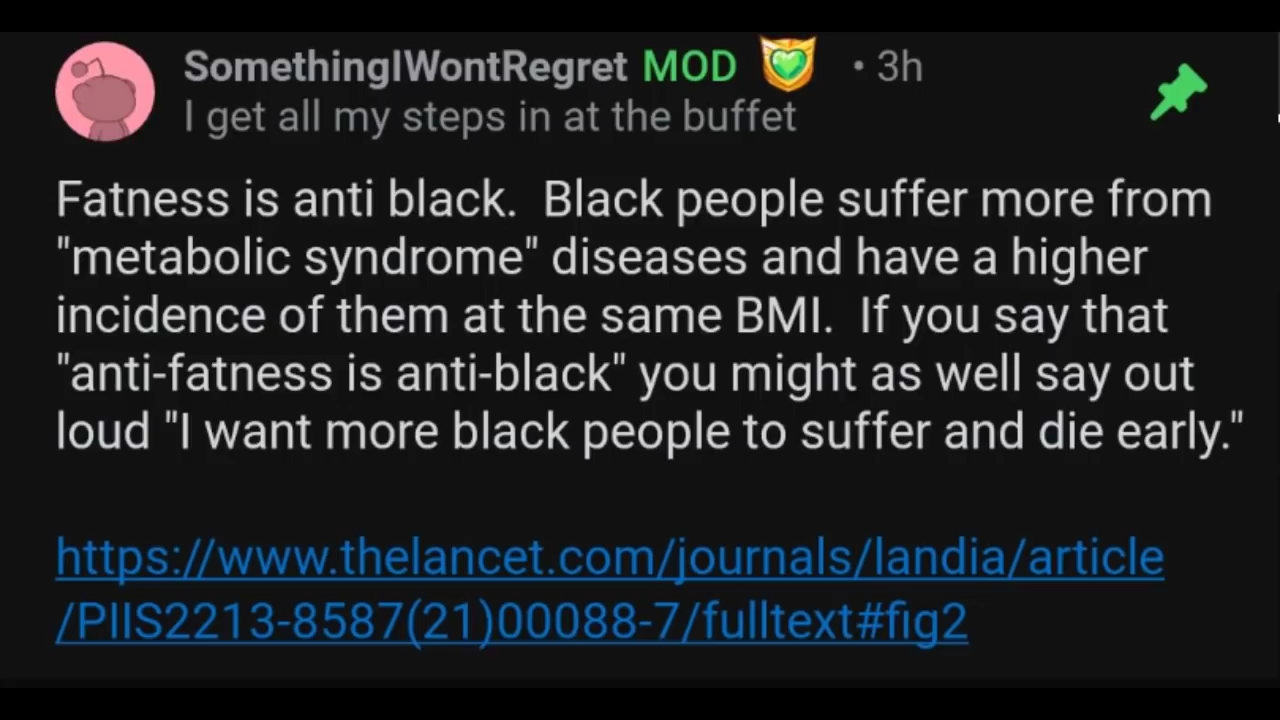 SomethingIWontRegret MOD • 3h
I get all my steps in at the buffet
Fatness is anti black.  Black people suffer more from
"metabolic syndrome" diseases and have a higher
incidence of them at the same BMI.  If you say that
"anti-fatness is anti-black" you might as well say out
loud "I want more black people to suffer and die early."
https://www.thelancet.com/journals/landia/article
/PIIS2213-8587(21)00088-7/fulltext#fig2